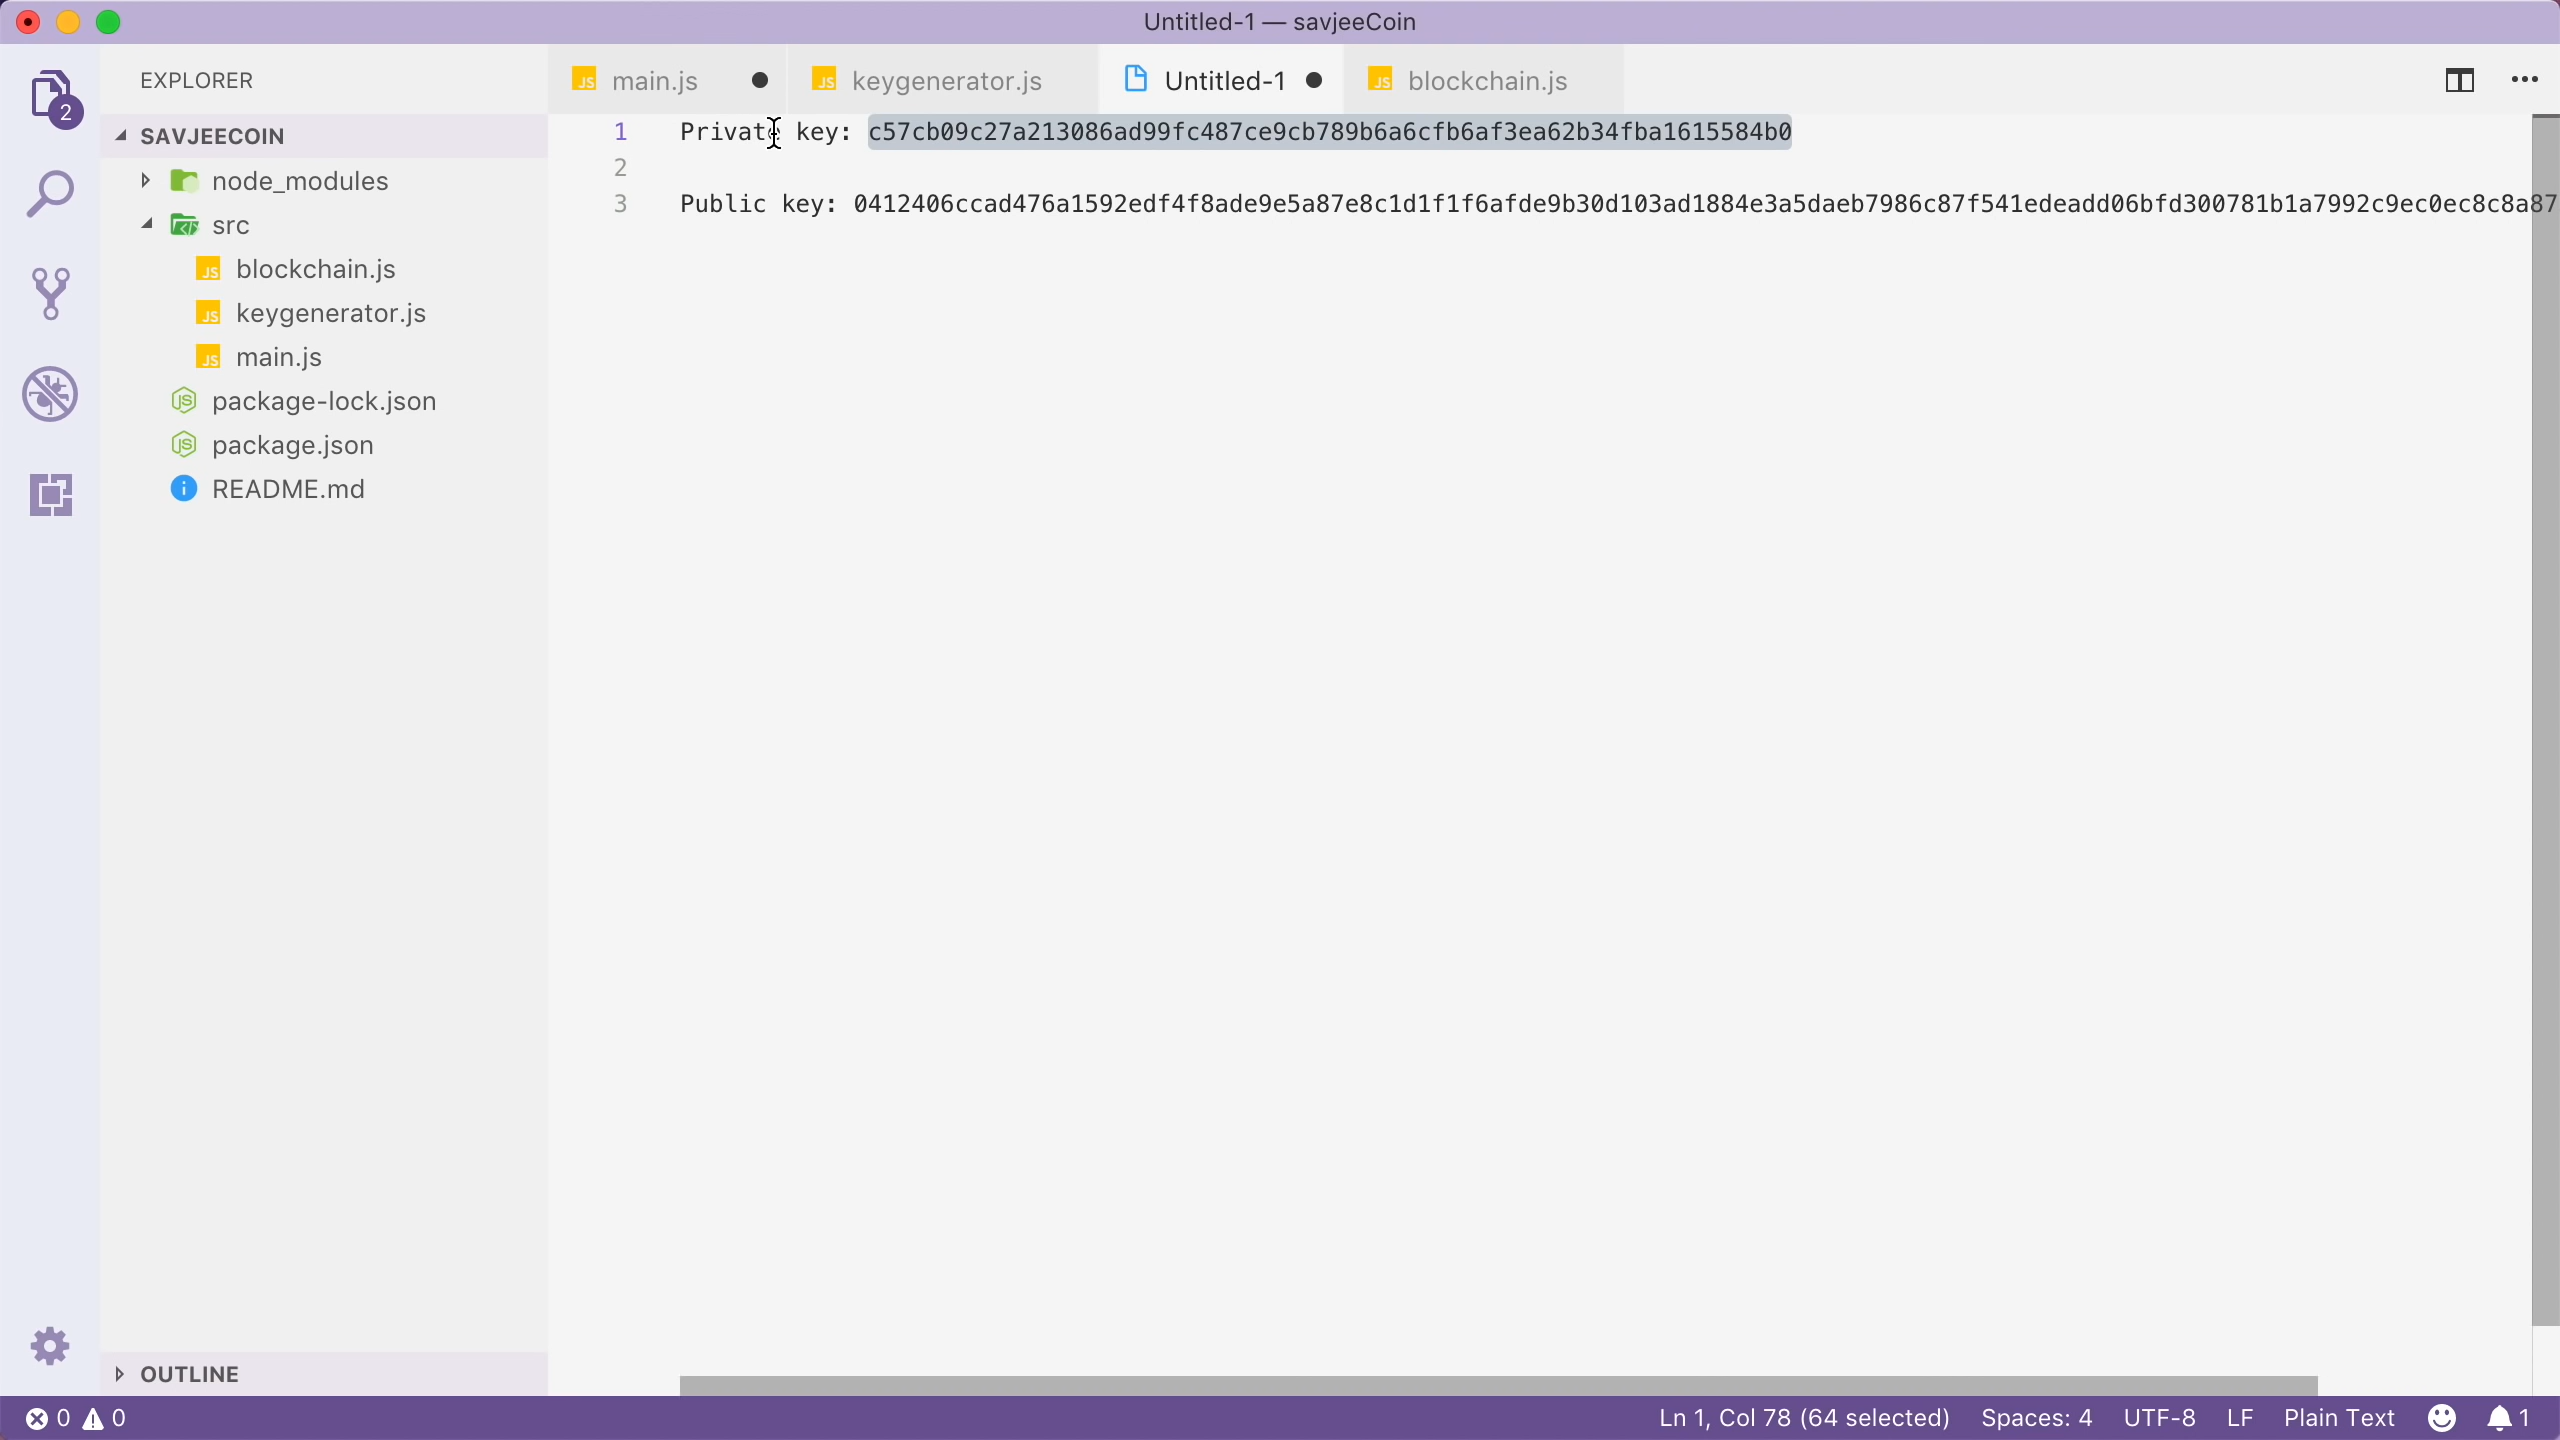 Untitled-1 — savjeeCoin
EXPLORER
main.js
keygenerator.js
Untitled-1
blockchain.js
2
SAVJEECOIN
node_modules
src
blockchain.js
keygenerator.js
main.js
package-lock.json
package.json
README.md
1 Private key: c57cb09c27a213086ad99fc487ce9cb789b6a6cfb6af3ea62b34fba1615584b0
2
3 Public key: 0412406ccad476a1592edf4f8ade9e5a87e8c1d1f1f6afde9b30d103ad1884e3a5daeb7986c87f541edeadd06bfd300781b1a7992c9ec0ec8c8a87
OUTLINE
0 0 Ln 1, Col 78 (64 selected) Spaces: 4 UTF-8 LF Plain Text 1